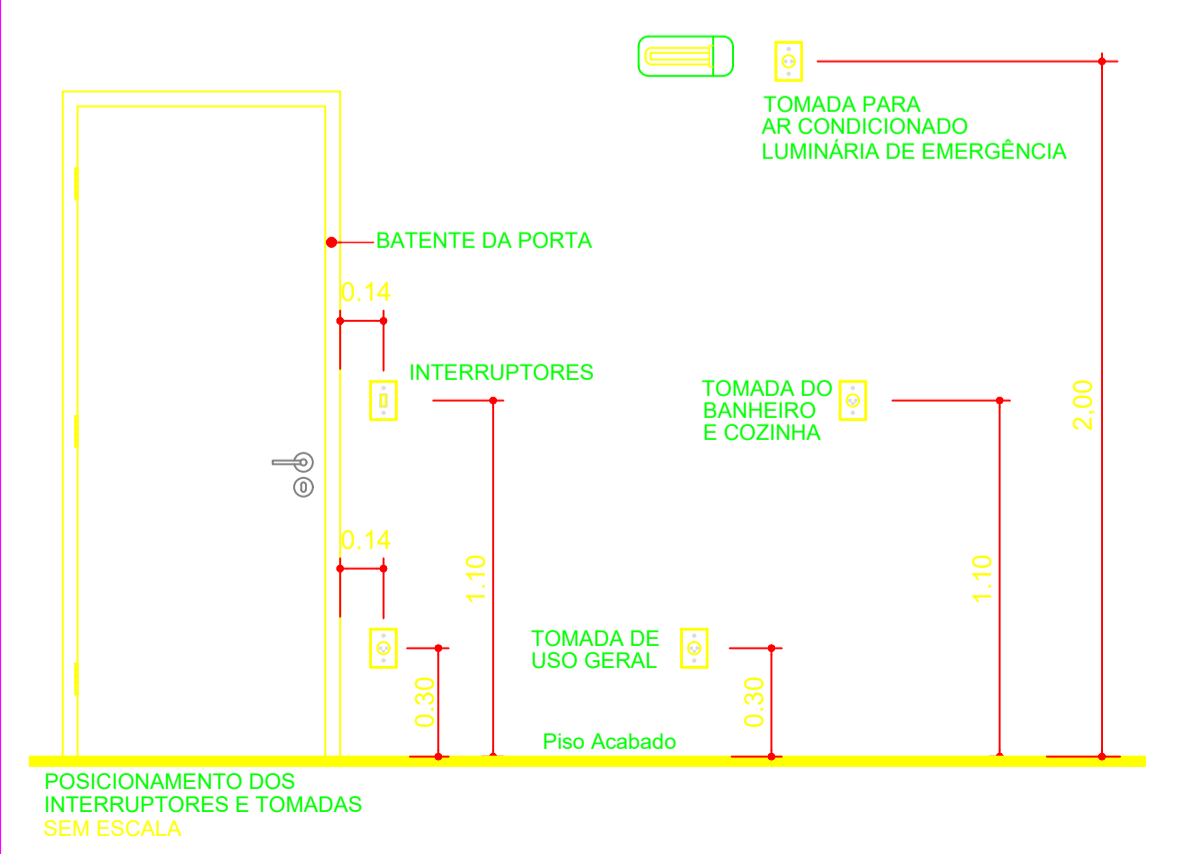 TOMADA PARA
AR CONDICIONADO
LUMINÁRIA DE EMERGÊNCIA
BATENTE DA PORTA
0.14
INTERRUPTORES
TOMADA DO
BANHEIRO
E COZINHA
2,00
0.14
1.10
1.10
TOMADA DE
USO GERAL
0.30
0.30
Piso Acabado
POSICIONAMENTO DOS
INTERRUPTORES E TOMADAS
SEM ESCALA